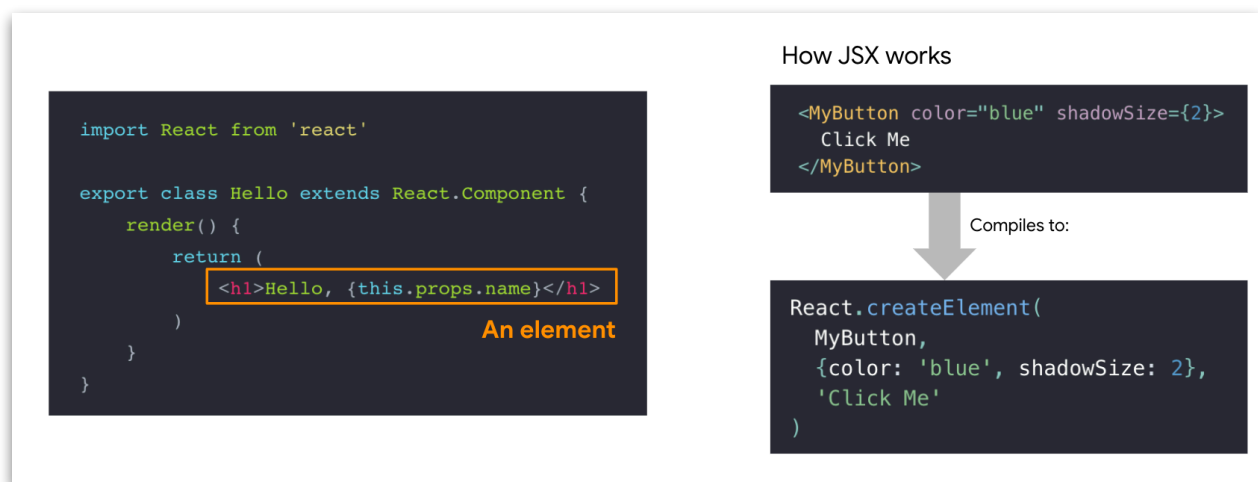 import React from 'react'
export class Hello extends React.Component {
render() {
return (
<h1>Hello, {this.props.name}</h1>
An element
)
}
}
How JSX works
<MyButton color="blue" shadowSize={2}>
Click Me
</MyButton>
Compiles to:
React.createElement(
MyButton,
{color: 'blue', shadowSize: 2},
'Click Me'
)